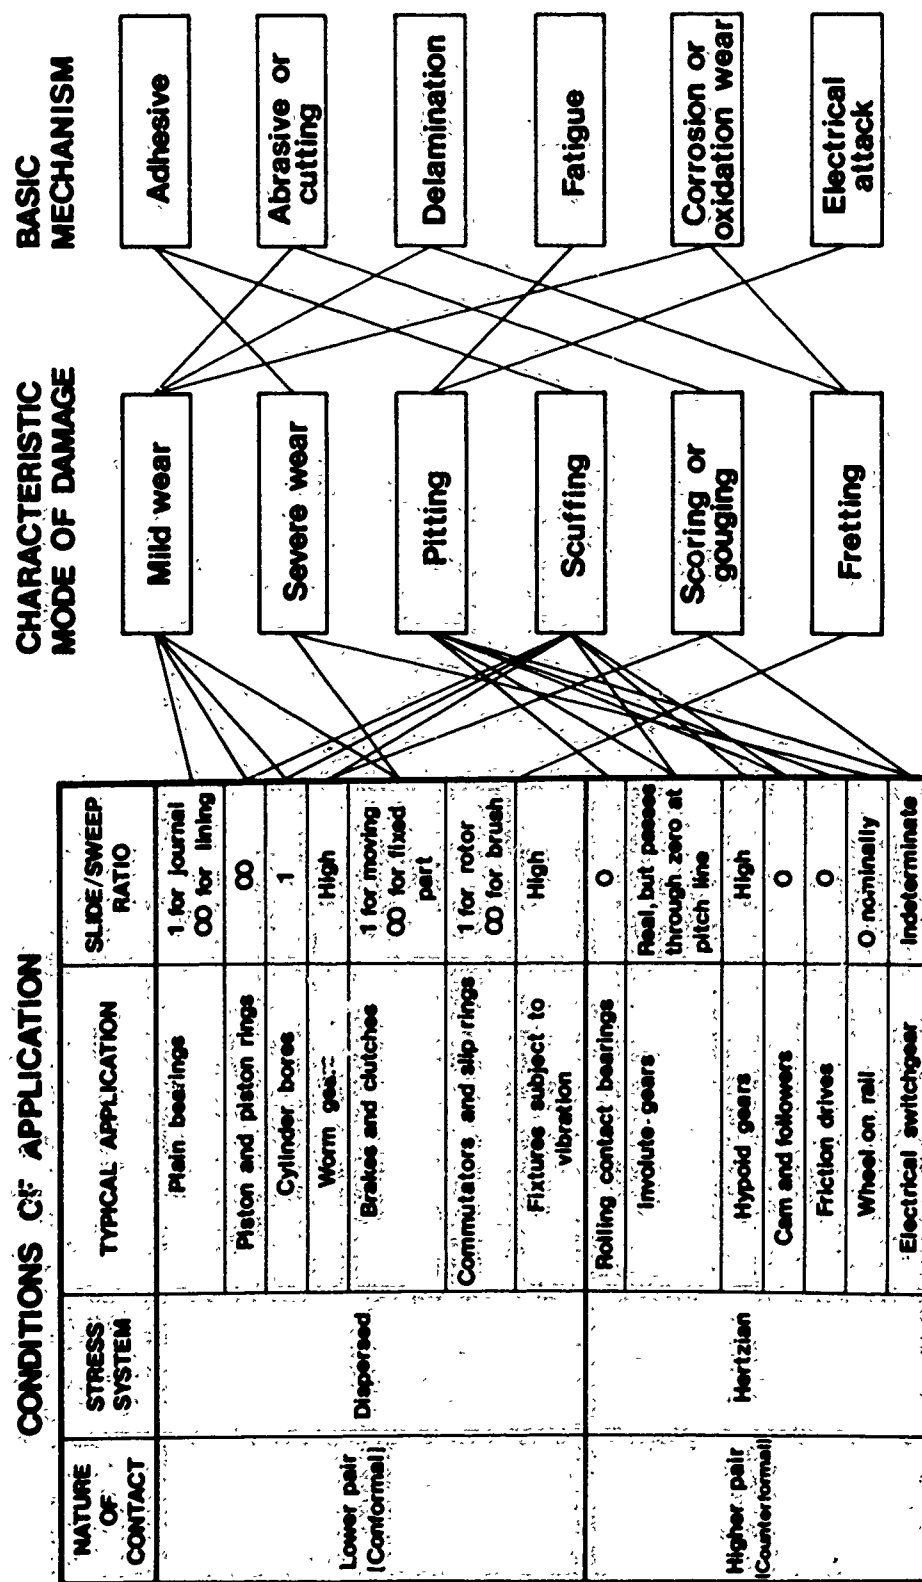 CONDITIONS OF APPLICATION
NATURE
OF
CONTACT
STRESS
SYSTEM
TYPICAL APPLICATION
SLIDE/SWEEP
RATIO
Lower pair
[Conformal]
Dispersed
Plain bearings
1 for journal
∞ for lining
Piston and piston rings
∞
Cylinder bores
1
Worm
High
Brakes and clutches
1 for moving
∞ for fixed
part
Commutators and slip rings
1 for rotor
∞ for brush
Fixtures subject to
vibration
High
Higher pair
[Counterformal]
Hertzian
Rolling contact bearings
O
Involute gears
Real, but passes
through zero at
pitch line
Hypoid gears
High
Cam and followers
O
Friction drives
O
Wheel on rail
O nominally
Electrical switchgear
Indeterminate
CHARACTERISTIC
MODE OF DAMAGE
Mild wear
Severe wear
Pitting
Scuffing
Scoring or
gouging
Fretting
BASIC
MECHANISM
Adhesive
Abrasive or
cutting
Delamination
Fatigue
Corrosion or
oxidation wear
Electrical
attack